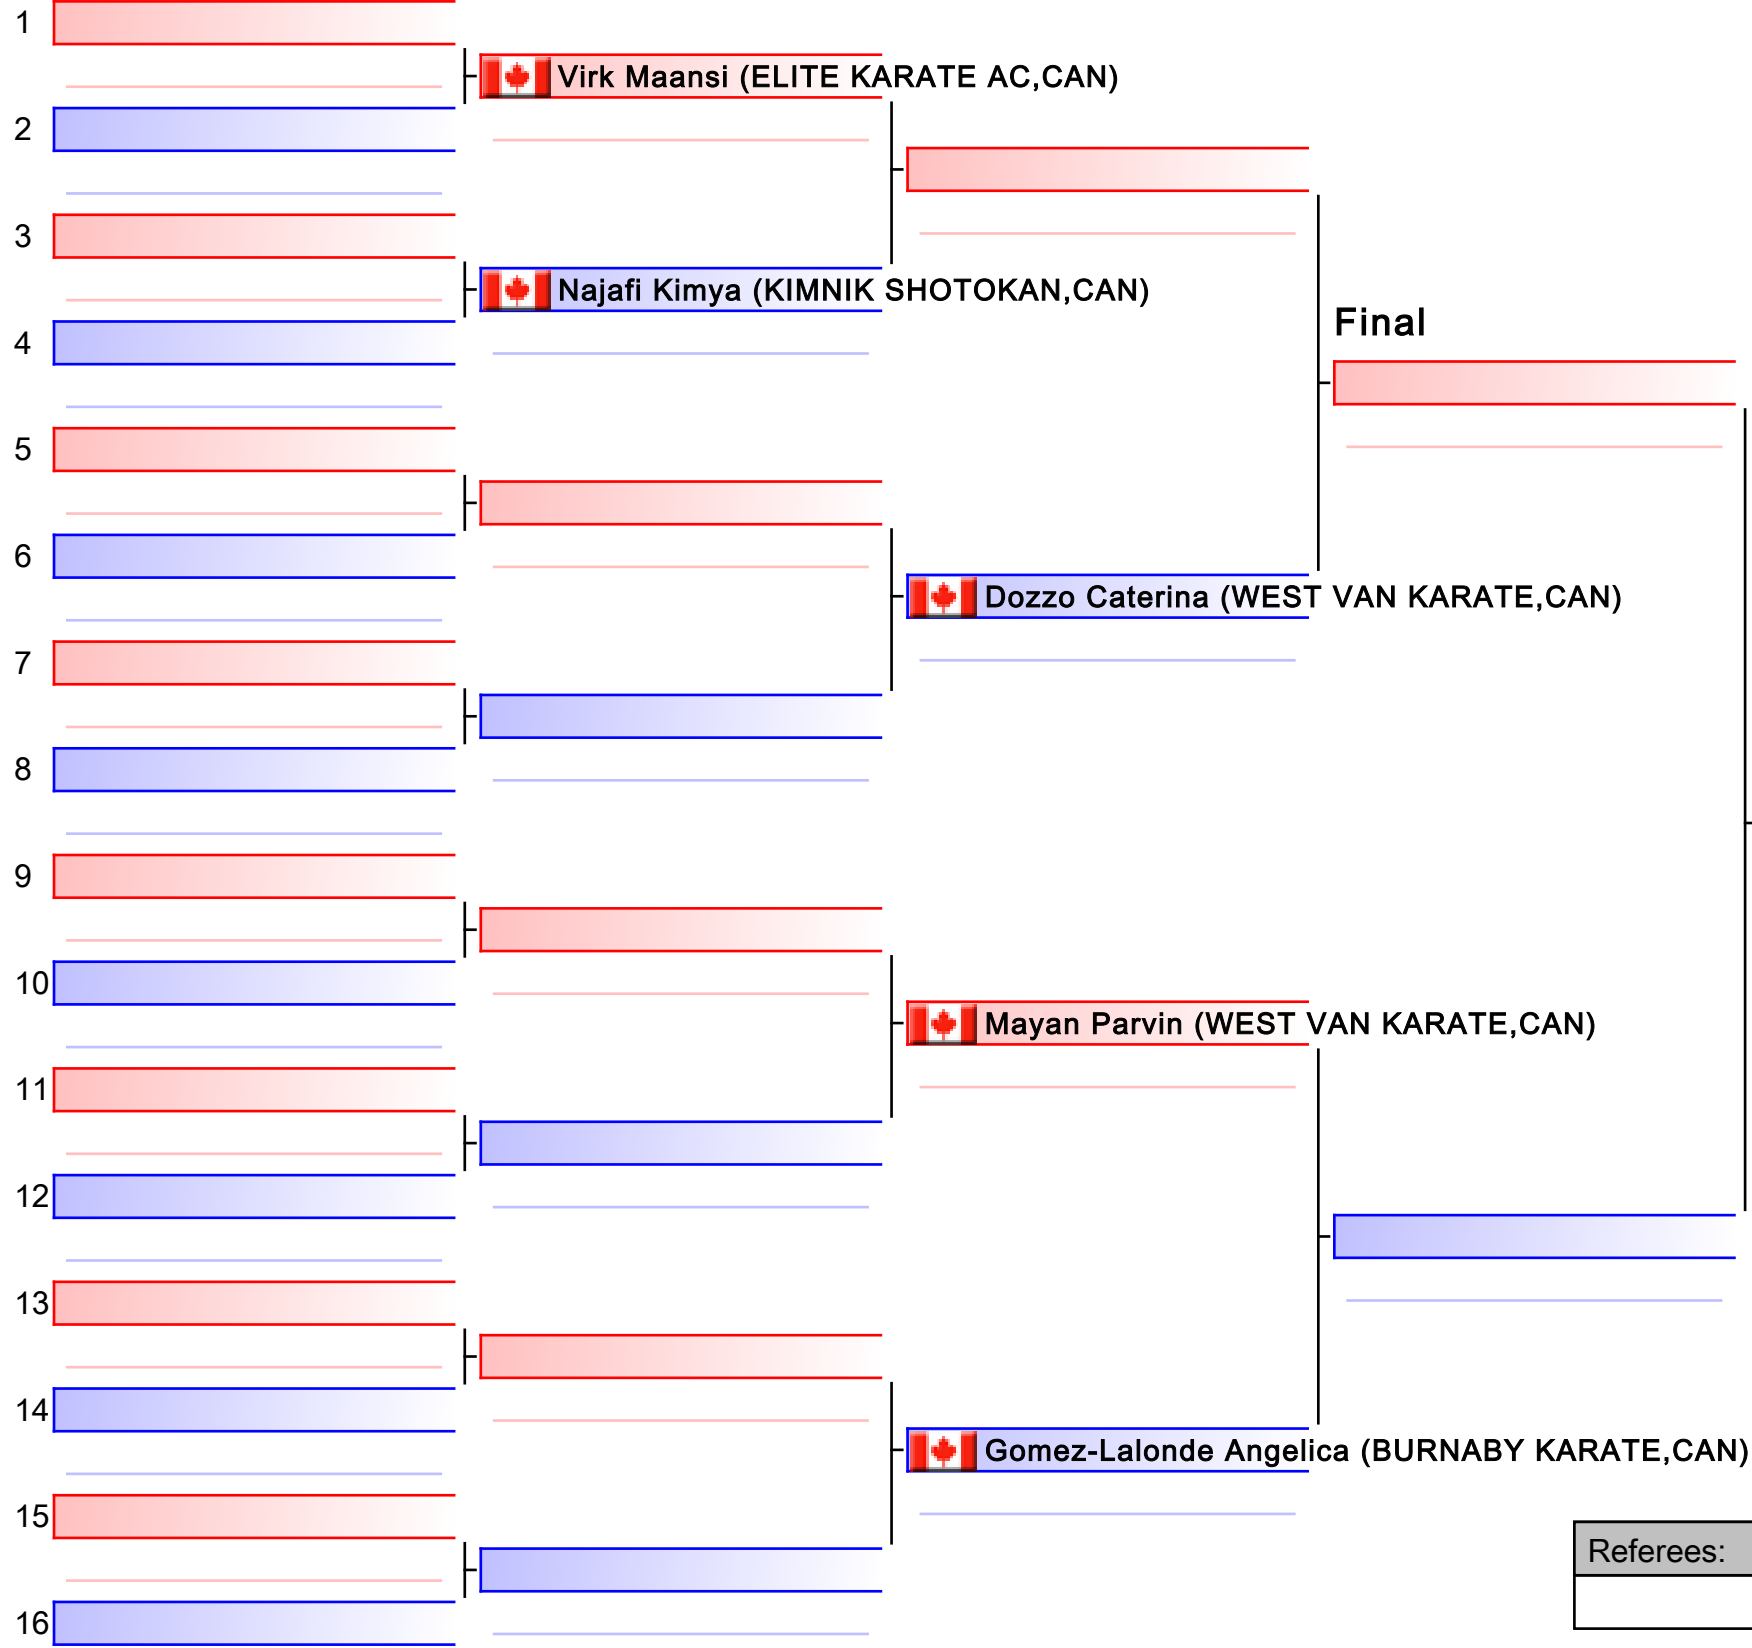 1
Virk Maansi (ELITE KARATE AC,CAN)
2
3
Najafi Kimya (KIMNIK SHOTOKAN,CAN)
4
Final
5
6
Dozzo Caterina (WEST VAN KARATE,CAN)
7
8
9
10
Mayan Parvin (WEST VAN KARATE,CAN)
11
12
13
14
Gomez-Lalonde Angelica (BURNABY KARATE,CAN)
15
Referees:
16